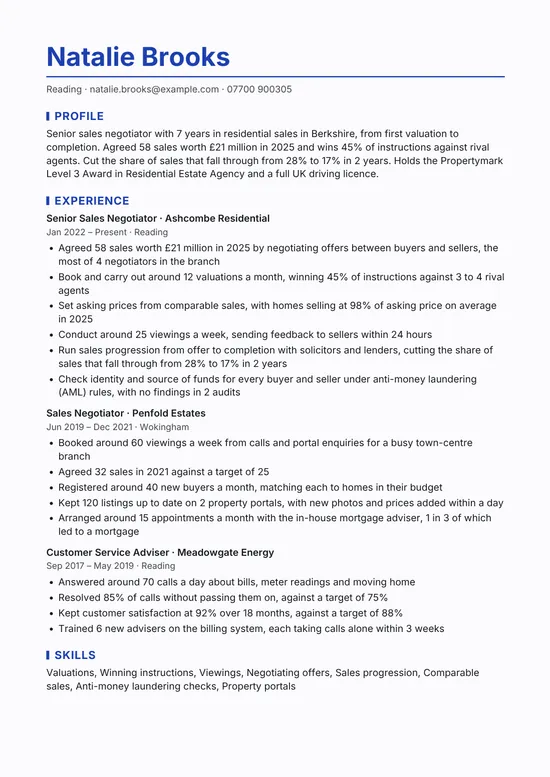 Natalie Brooks
Reading · natalie.brooks@example.com · 07700 900305
PROFILE
Senior sales negotiator with 7 years in residential sales in Berkshire, from first valuation to
completion. Agreed 58 sales worth £21 million in 2025 and wins 45% of instructions against rival
agents. Cut the share of sales that fall through from 28% to 17% in 2 years. Holds the Propertymark
Level 3 Award in Residential Estate Agency and a full UK driving licence.
EXPERIENCE
Senior Sales Negotiator · Ashcombe Residential
Jan 2022 – Present · Reading
• Agreed 58 sales worth £21 million in 2025 by negotiating offers between buyers and sellers, the
most of 4 negotiators in the branch
• Book and carry out around 12 valuations a month, winning 45% of instructions against 3 to 4 rival
agents
• Set asking prices from comparable sales, with homes selling at 98% of asking price on average
in 2025
• Conduct around 25 viewings a week, sending feedback to sellers within 24 hours
• Run sales progression from offer to completion with solicitors and lenders, cutting the share of
sales that fall through from 28% to 17% in 2 years
• Check identity and source of funds for every buyer and seller under anti-money laundering
(AML) rules, with no findings in 2 audits
Sales Negotiator · Penfold Estates
Jun 2019 – Dec 2021 · Wokingham
• Booked around 60 viewings a week from calls and portal enquiries for a busy town-centre
branch
• Agreed 32 sales in 2021 against a target of 25
• Registered around 40 new buyers a month, matching each to homes in their budget
• Kept 120 listings up to date on 2 property portals, with new photos and prices added within a day
• Arranged around 15 appointments a month with the in-house mortgage adviser, 1 in 3 of which
led to a mortgage
Customer Service Adviser · Meadowgate Energy
Sep 2017 – May 2019 · Reading
• Answered around 70 calls a day about bills, meter readings and moving home
• Resolved 85% of calls without passing them on, against a target of 75%
• Kept customer satisfaction at 92% over 18 months, against a target of 88%
• Trained 6 new advisers on the billing system, each taking calls alone within 3 weeks
SKILLS
Valuations, Winning instructions, Viewings, Negotiating offers, Sales progression, Comparable
sales, Anti-money laundering checks, Property portals